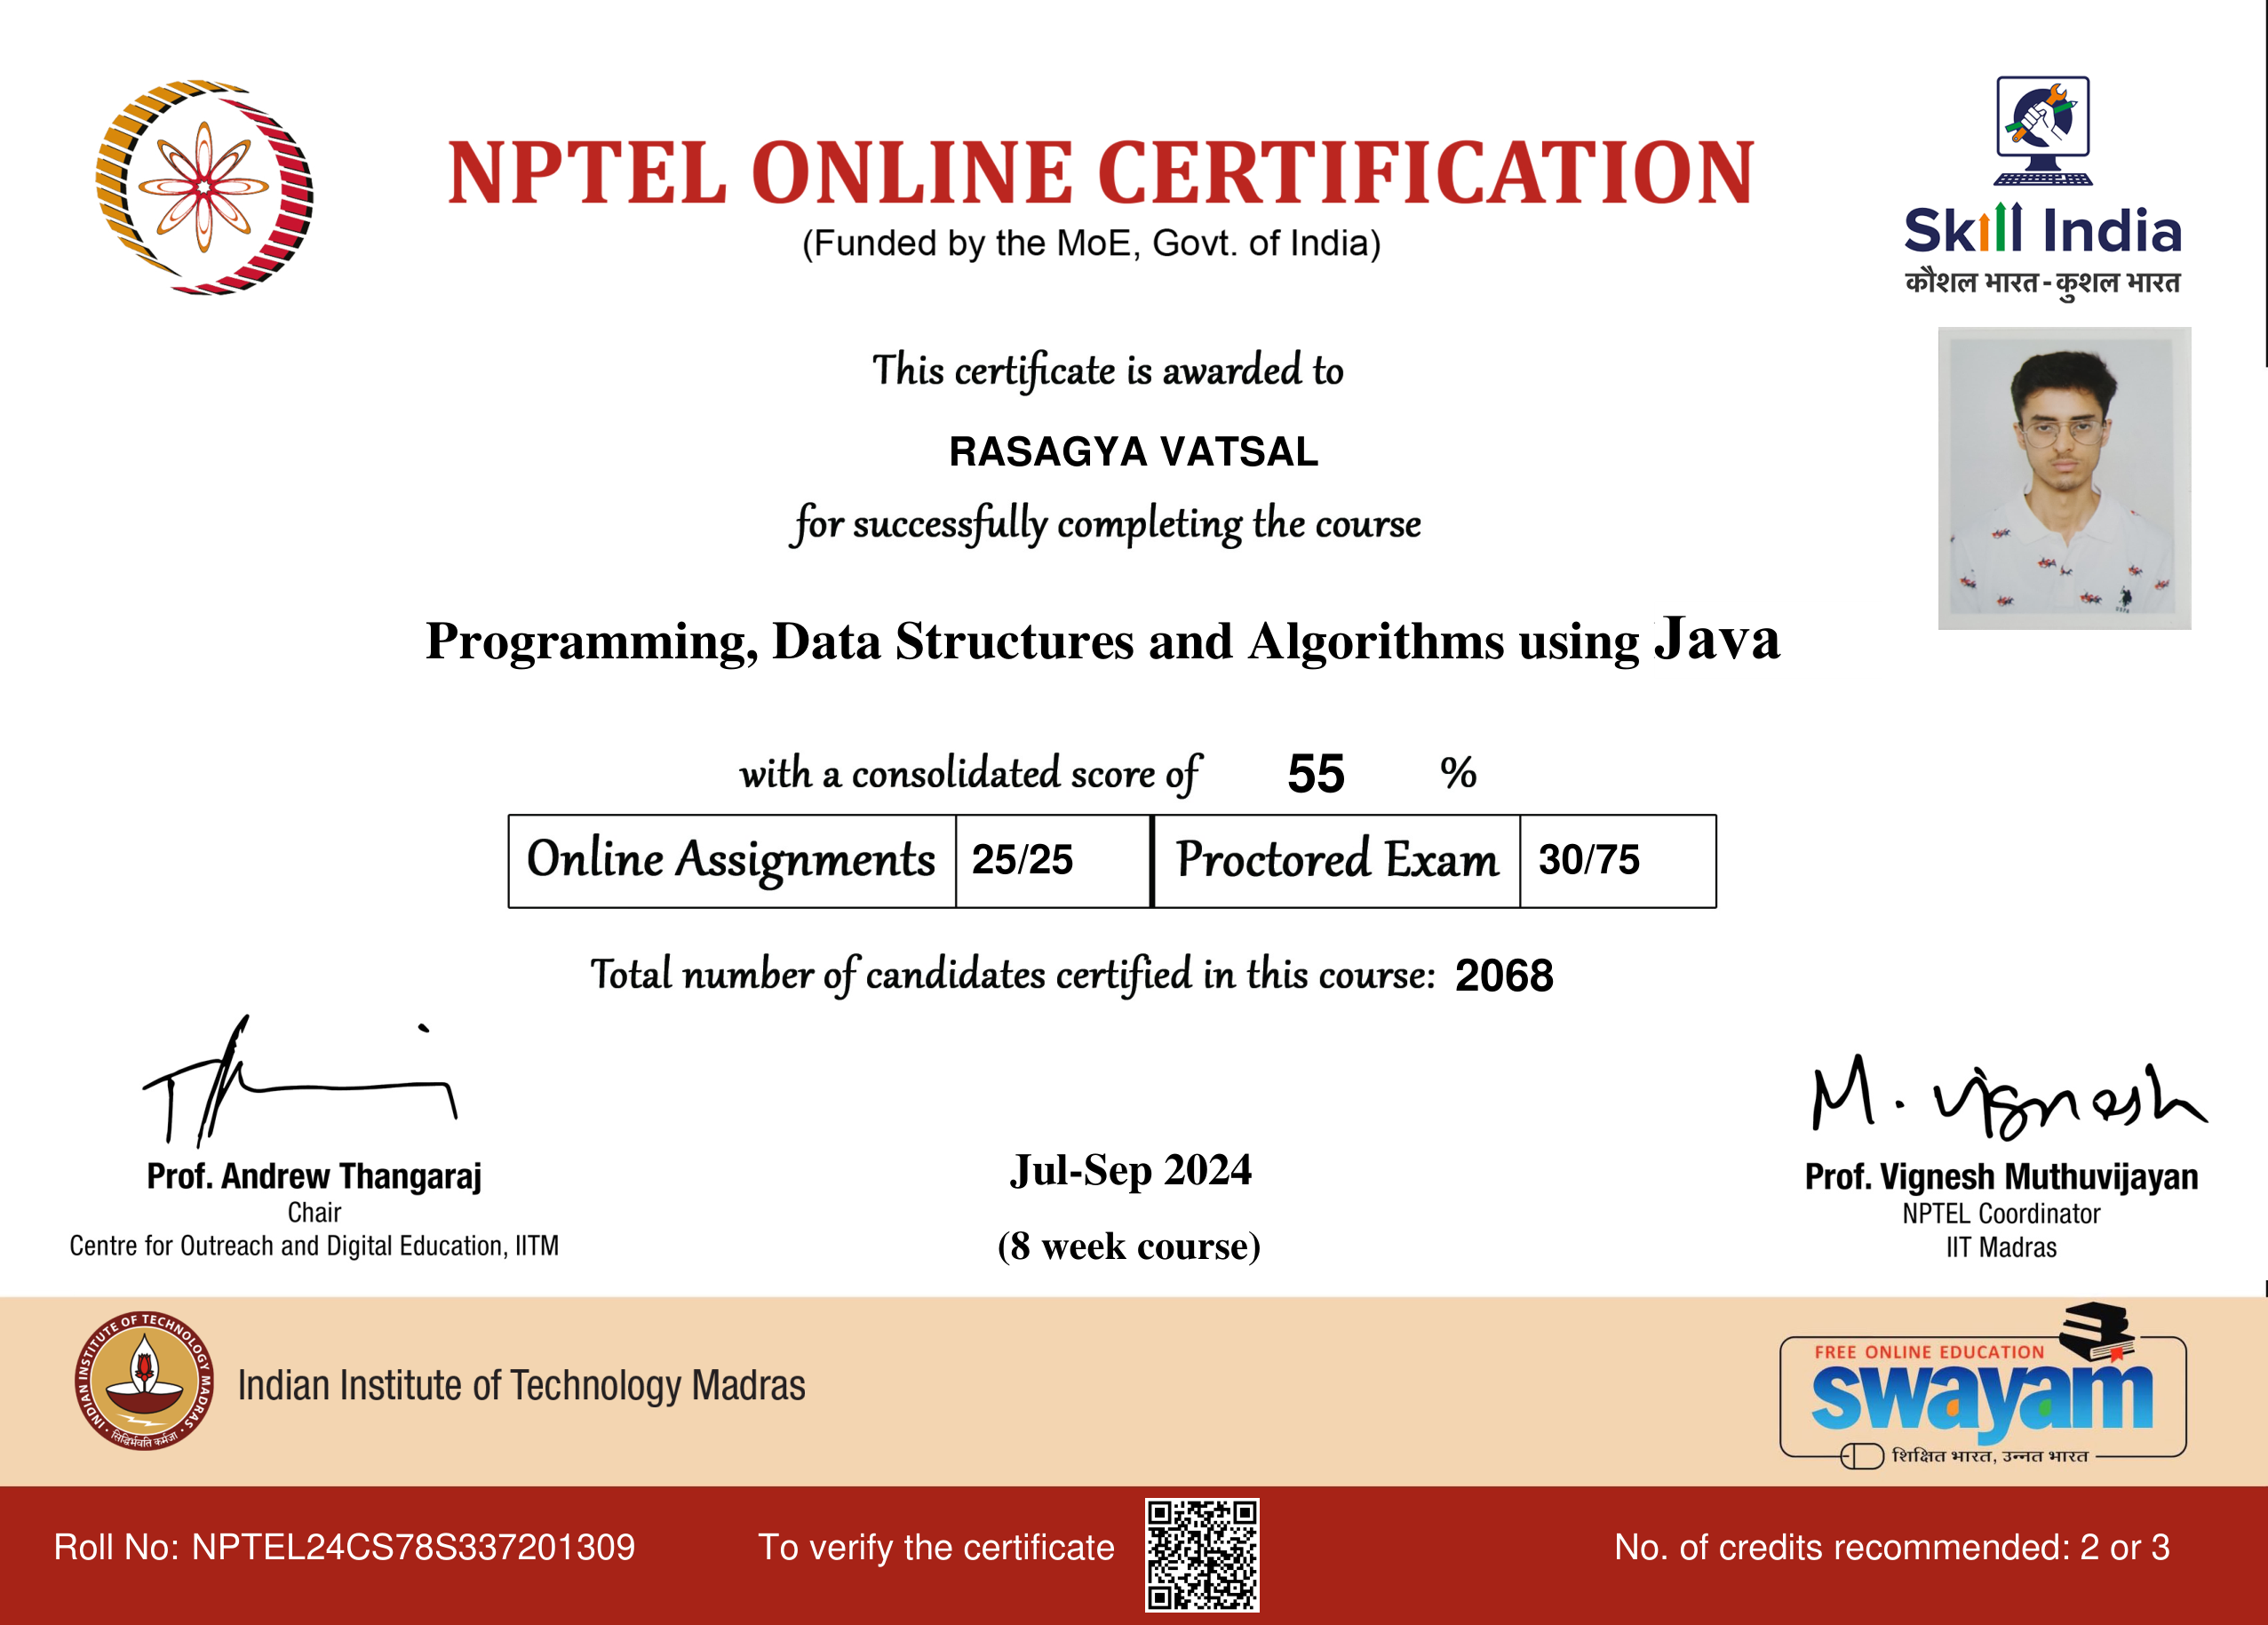 NPTEL ONLINE CERTIFICATION
(Funded by the MoE, Govt. of India)
Skill India
कौशल भारत - कुशल भारत
This certificate is awarded to
RASAGYA VATSAL
for successfully completing the course
Programming, Data Structures and Algorithms using Java
with a consolidated score of 55 %
Online Assignments 25/25 Proctored Exam 30/75
Total number of candidates certified in this course: 2068
M. Vignesh
Prof. Andrew Thangaraj
Chair
Centre for Outreach and Digital Education, IITM
Jul-Sep 2024
(8 week course)
Prof. Vignesh Muthuvijayan
NPTEL Coordinator
IIT Madras
INDIAN INSTITUTE OF TECHNOLOGY MADRAS
सिद्धिर्भवति कर्मजा
Indian Institute of Technology Madras
FREE ONLINE EDUCATION
swayam
शिक्षित भारत, उन्नत भारत
Roll No: NPTEL24CS78S337201309
To verify the certificate
No. of credits recommended: 2 or 3